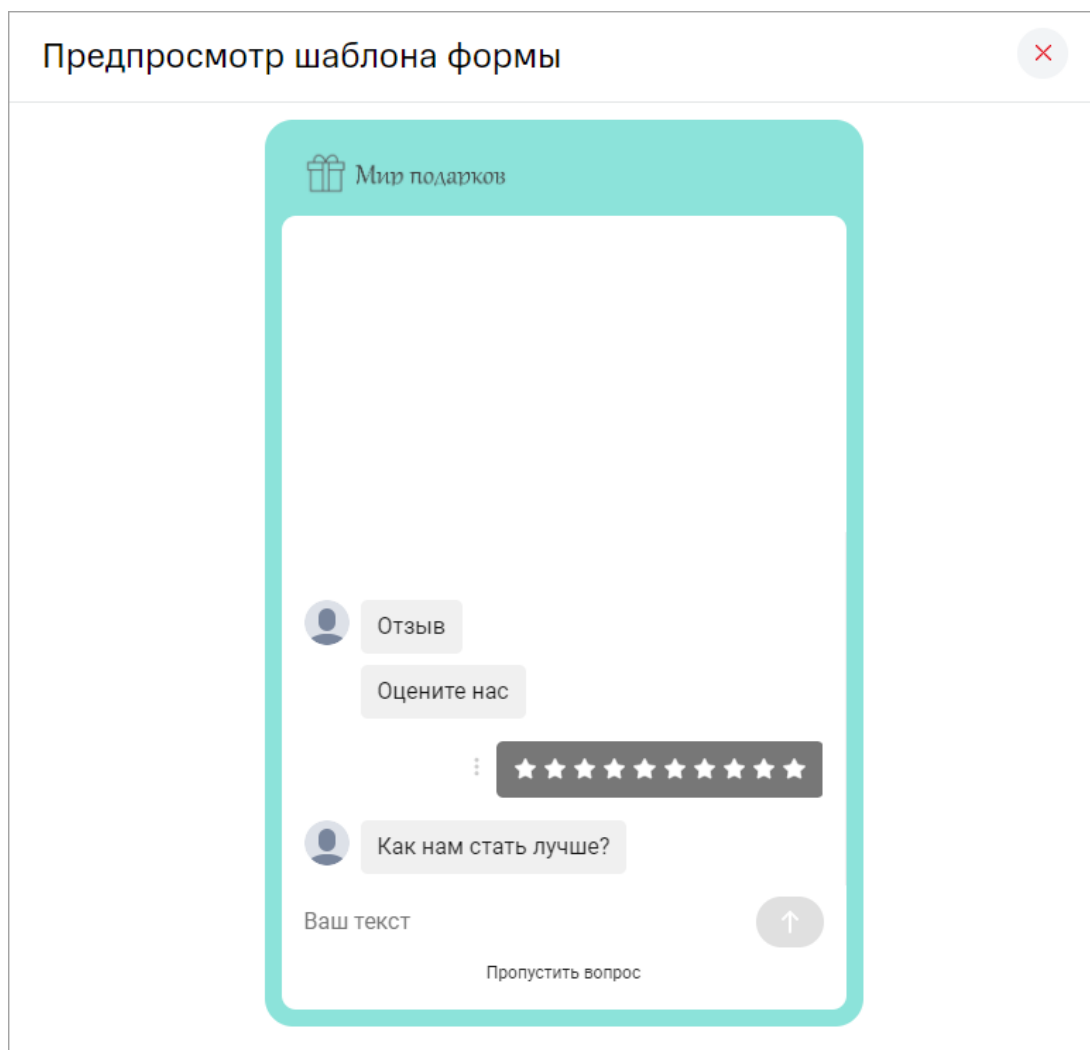 Предпросмотр шаблона формы
Мир подарков
Отзыв
Оцените нас
Как нам стать лучше?
Ваш текст
Пропустить вопрос